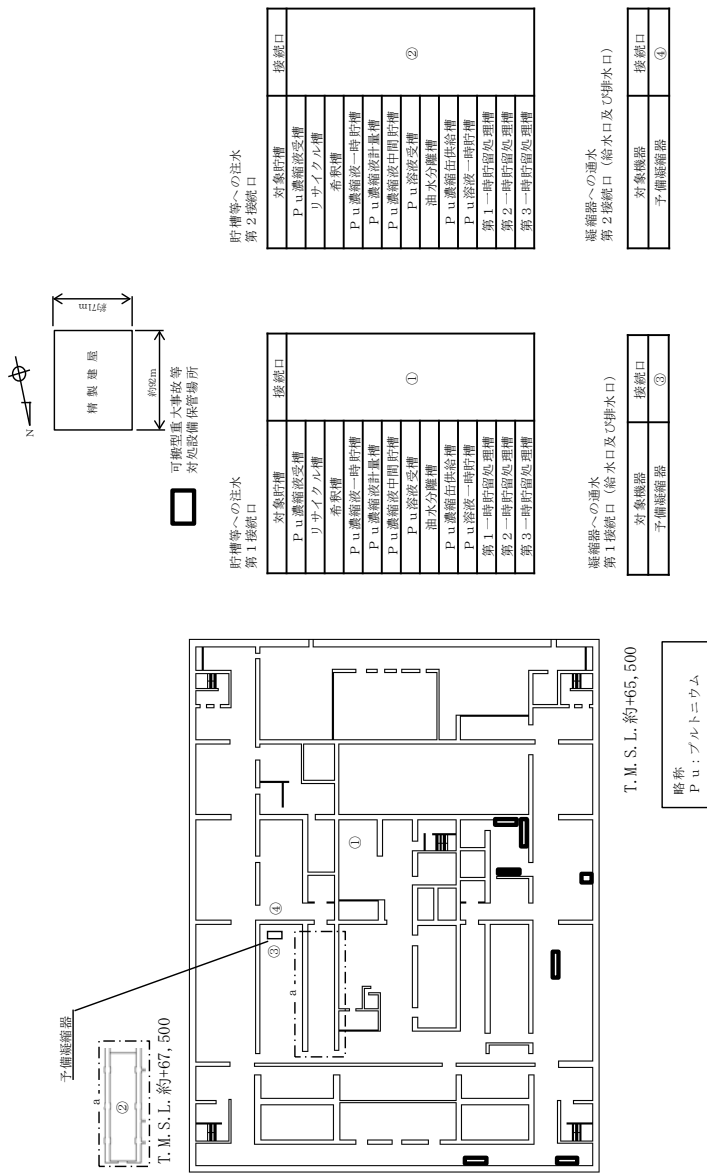 予備凝縮器
a
②
T.M.S.L.約+67,500
③
④
①
a
T.M.S.L.約+65,500
略称
Pu:プルトニウム
N
精製建屋
約71m
約92m
可搬型重大事故等
対処設備保管場所
貯槽等への注水
第1接続口
対象貯槽 接続口
Pu濃縮液受槽 ①
リサイクル槽
希釈槽
Pu濃縮液一時貯槽
Pu濃縮液計量槽
Pu濃縮液中間貯槽
Pu溶液受槽
油水分離槽
Pu濃縮缶供給槽
Pu溶液一時貯槽
第1一時貯留処理槽
第2一時貯留処理槽
第3一時貯留処理槽
凝縮器への通水
第1接続口(給水口及び排水口)
対象機器 接続口
予備凝縮器 ③
貯槽等への注水
第2接続口
対象貯槽 接続口
Pu濃縮液受槽 ②
リサイクル槽
希釈槽
Pu濃縮液一時貯槽
Pu濃縮液計量槽
Pu濃縮液中間貯槽
Pu溶液受槽
油水分離槽
Pu濃縮缶供給槽
Pu溶液一時貯槽
第1一時貯留処理槽
第2一時貯留処理槽
第3一時貯留処理槽
凝縮器への通水
第2接続口(給水口及び排水口)
対象機器 接続口
予備凝縮器 ④